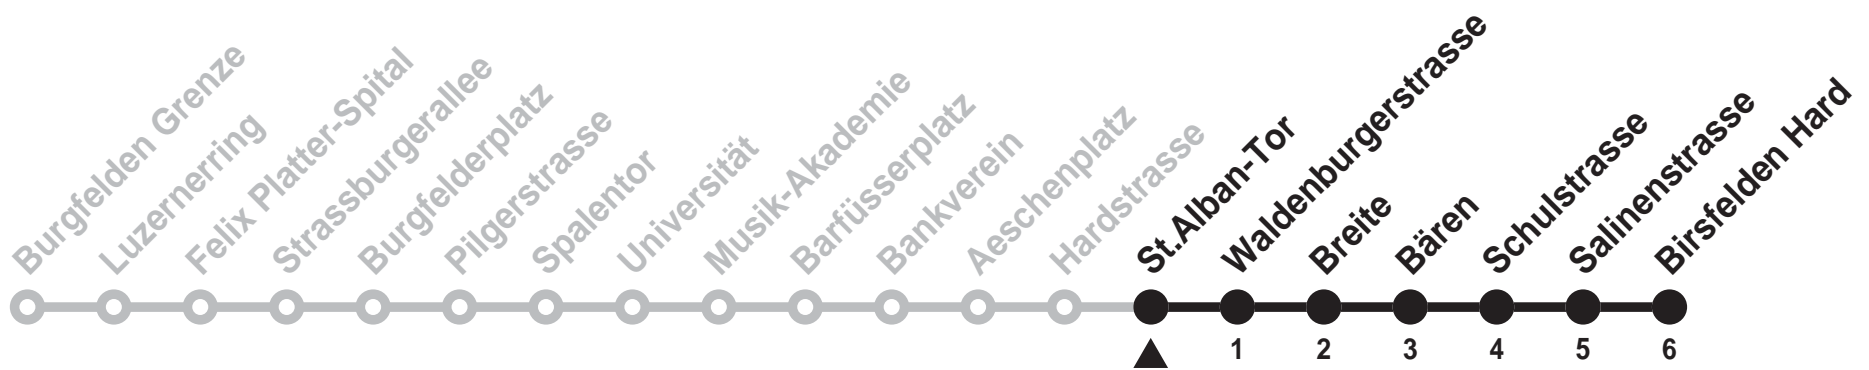 Burgfelden Grenze
Luzernerring
Felix Platter-Spital
Strassburgerallee
Burgfelderplatz
Pilgerstrasse
Spalentor
Universität
Musik-Akademie
Barfüsserplatz
Bankverein
Aeschenplatz
Hardstrasse
St.Alban-Tor
Waldenburgerstrasse
Breite
Bären
Schulstrasse
Salinenstrasse
Birsfelden Hard
1 2 3 4 5 6